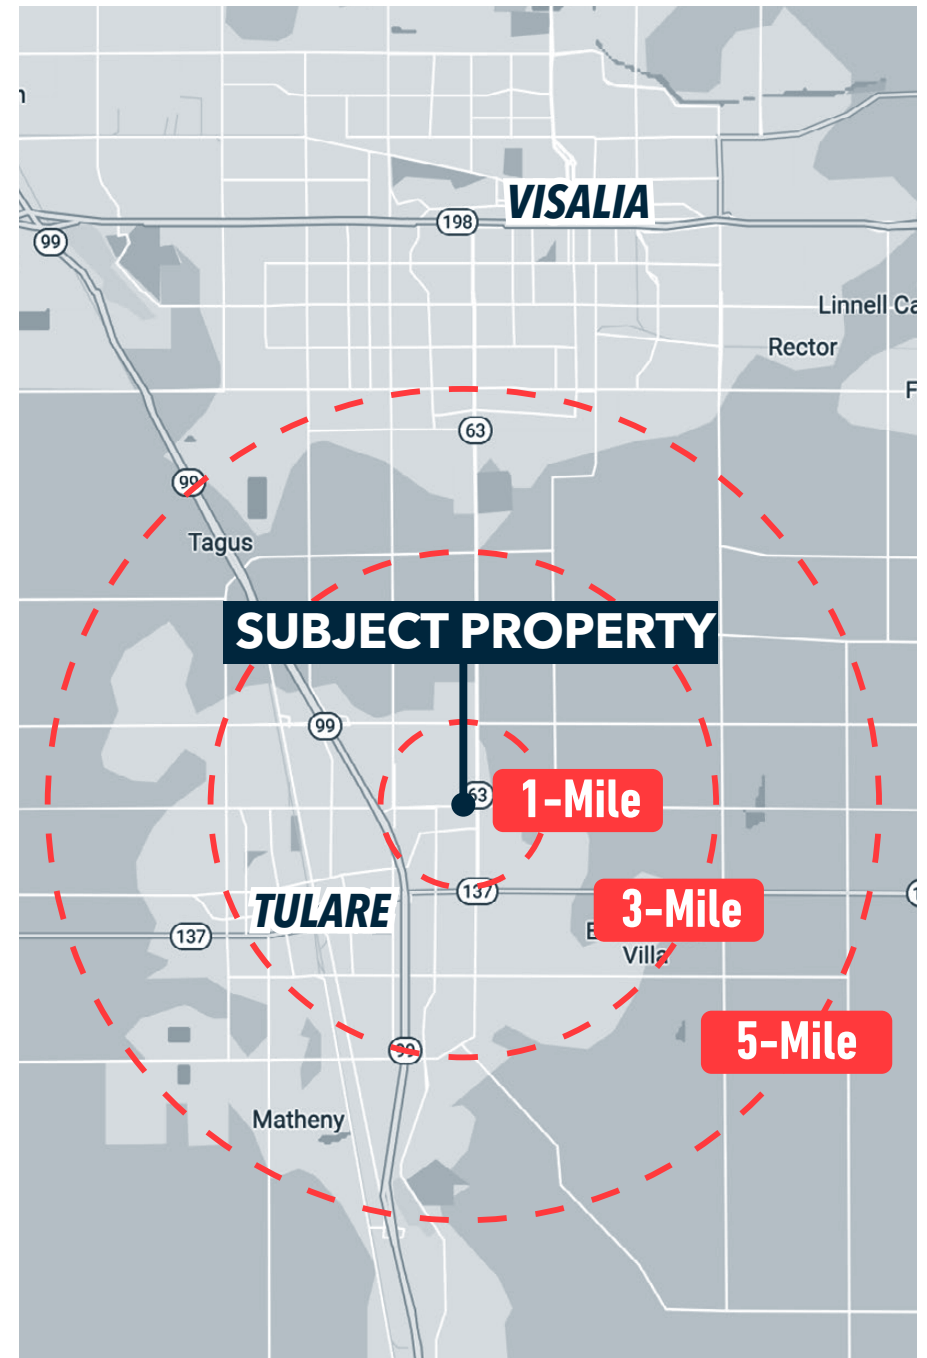 VISALIA
198
99
Linnell Ca
Rector
F
63
99
Tagus
SUBJECT PROPERTY
99
63
1-Mile
137
3-Mile
TULARE
137
Villa
5-Mile
99
Matheny